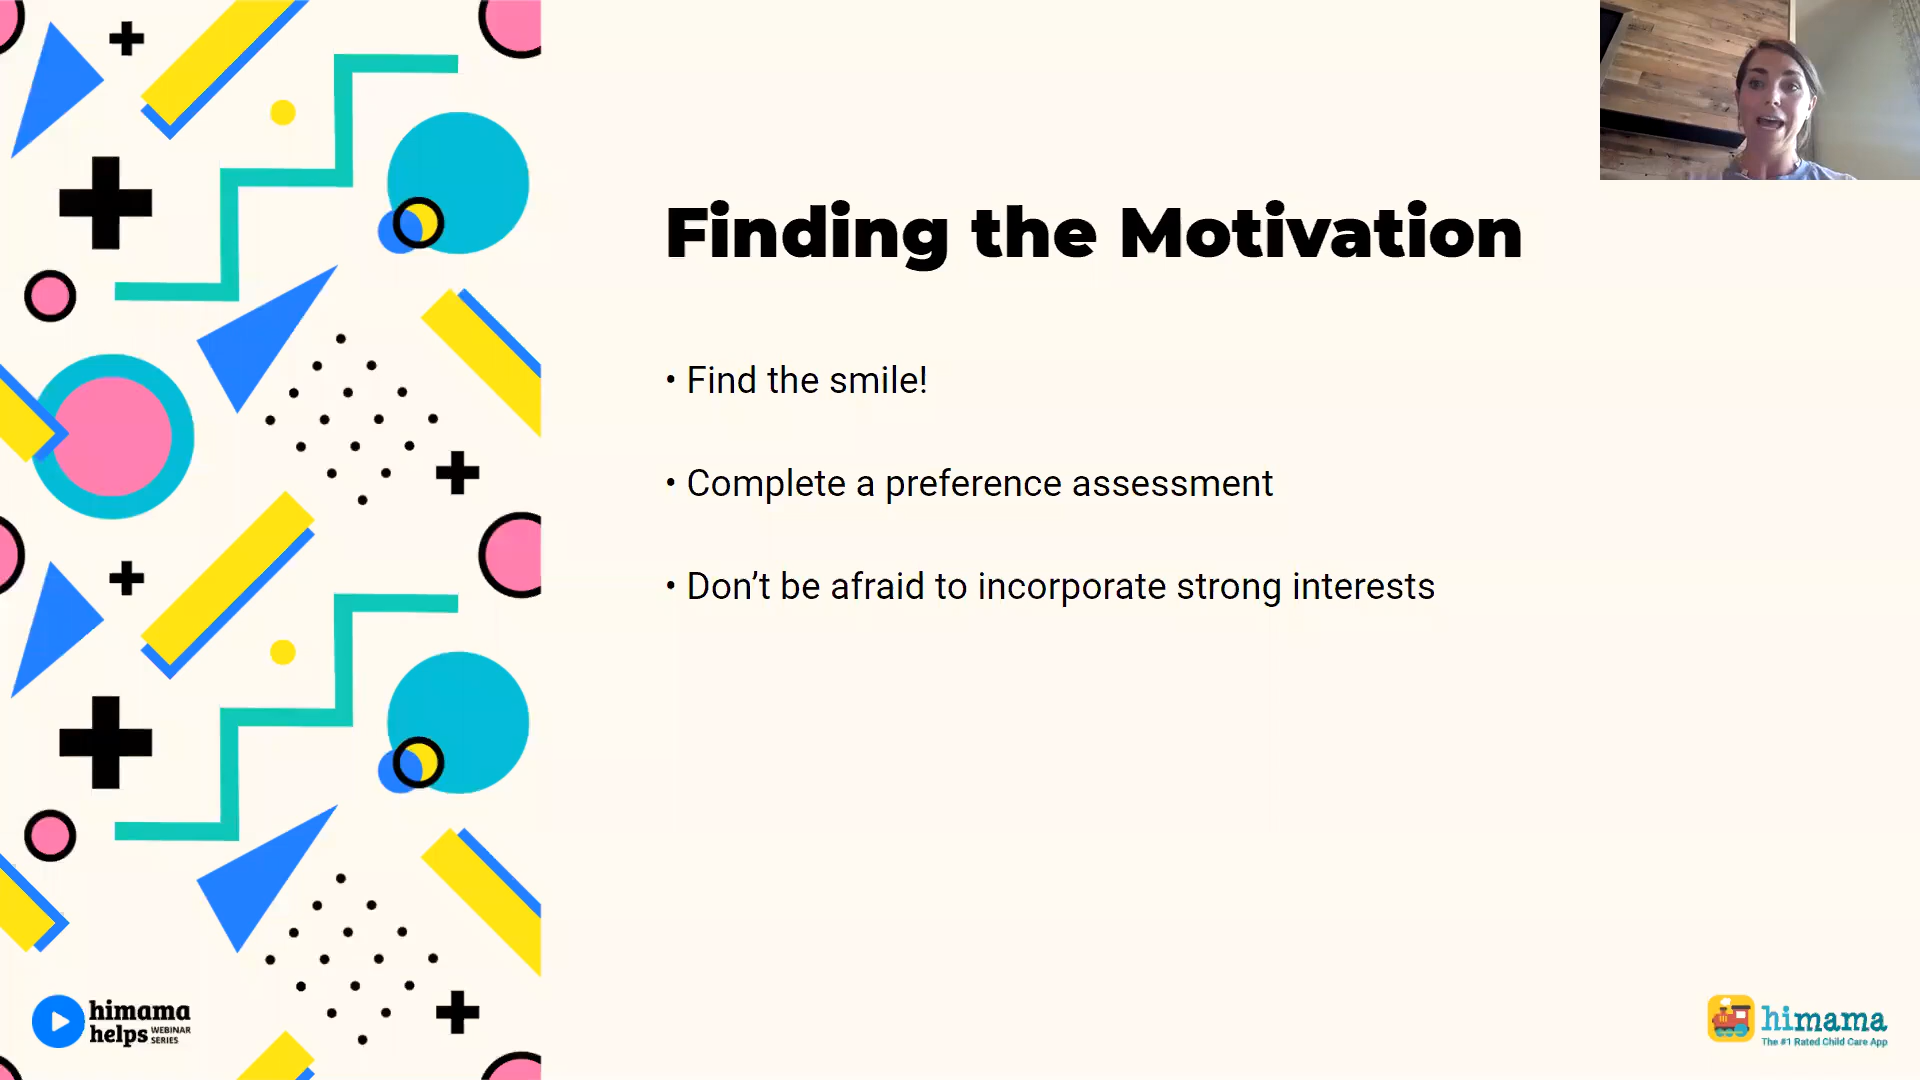 Finding the Motivation
• Find the smile!
• Complete a preference assessment
• Don’t be afraid to incorporate strong interests
himama
helps WEBINAR SERIES
himama
The #1 Rated Child Care App